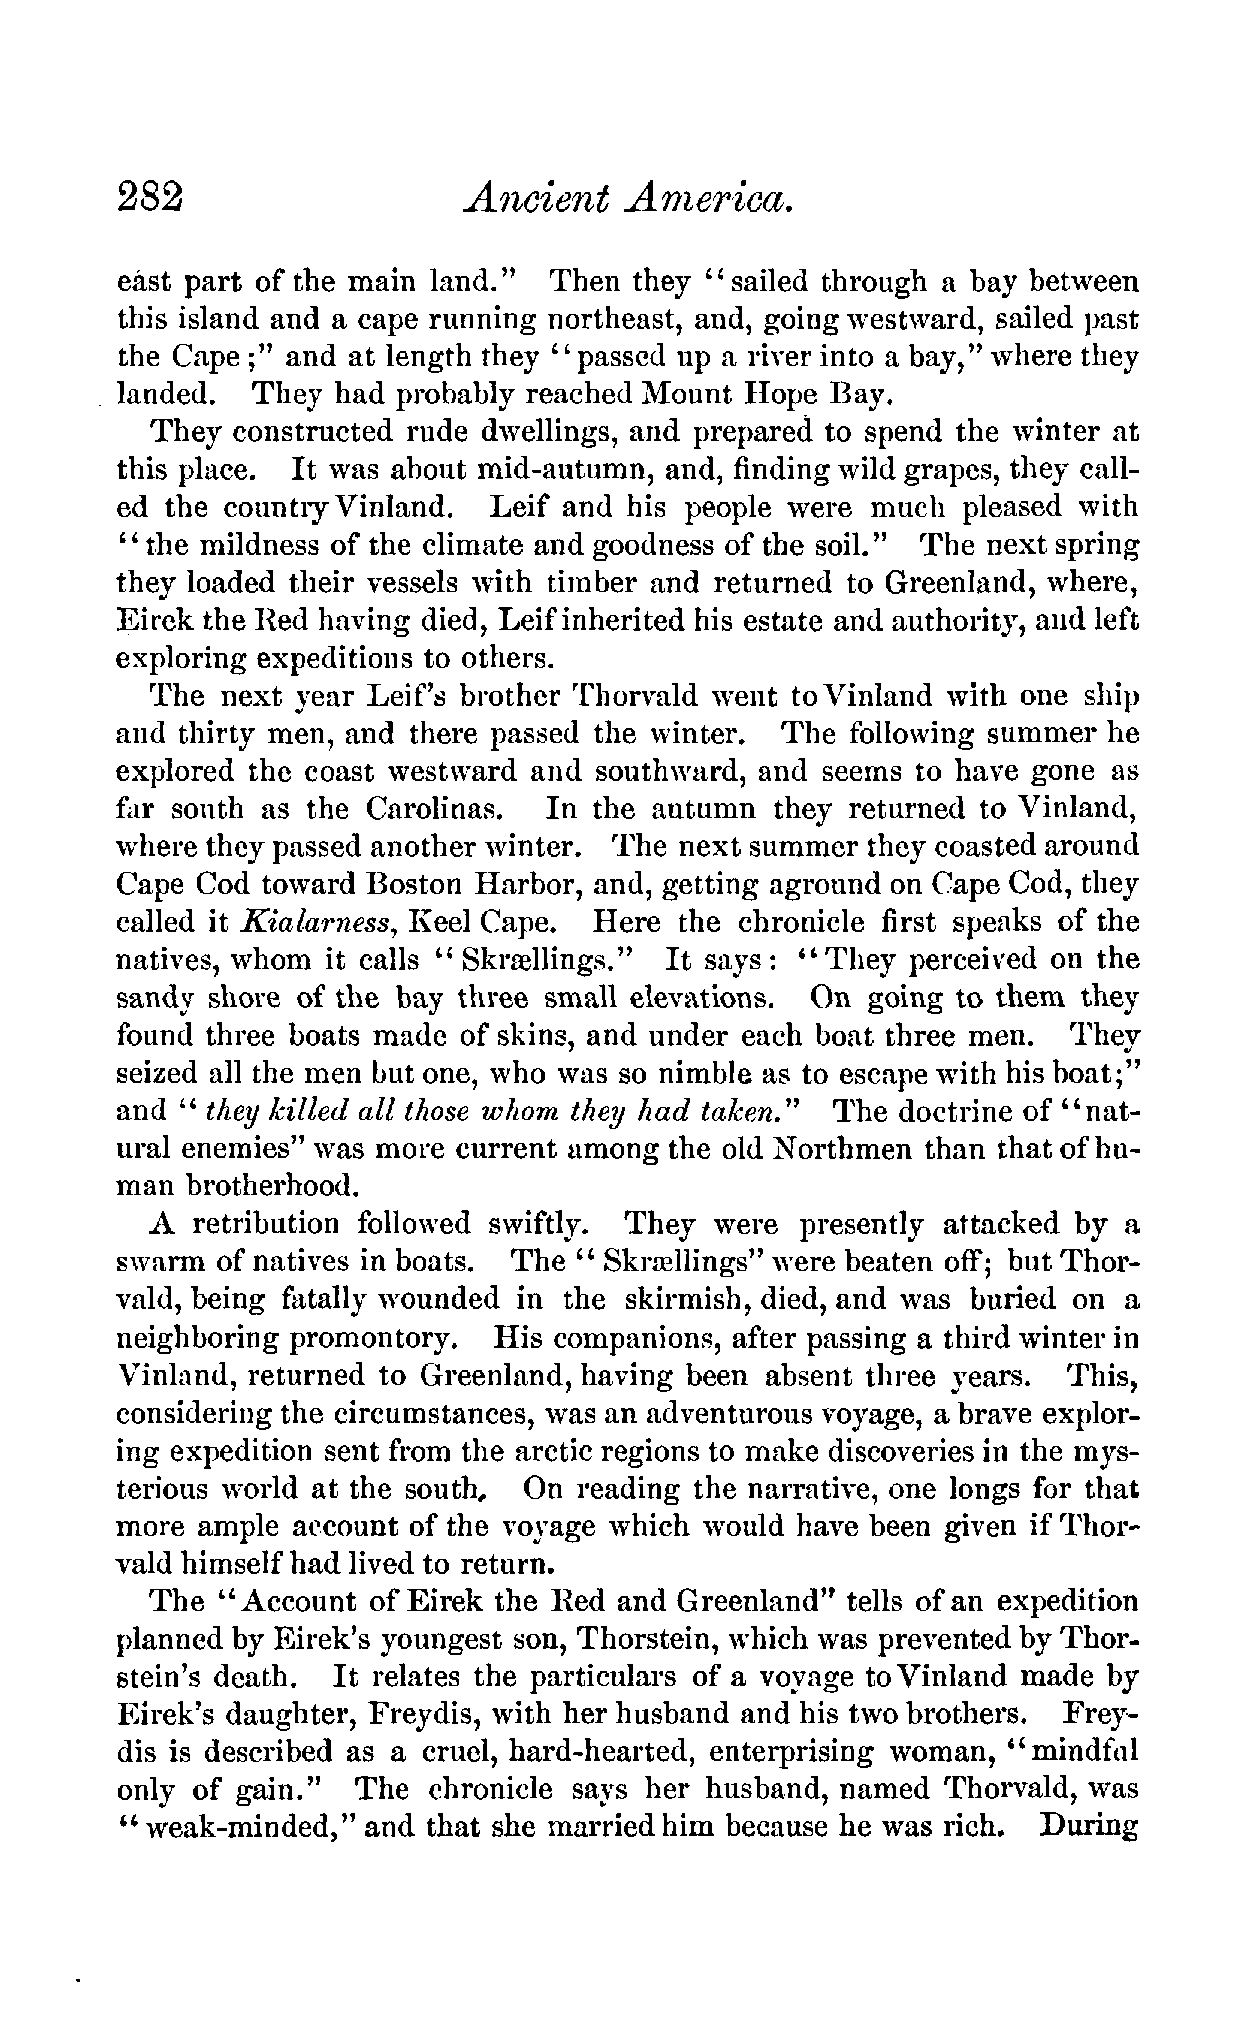 282 Ancient America.
east part of the main land." Then they "sailed through a bay between
this island and a cape running northeast, and, going westward, sailed past
the Cape;" and at length they "passed up a river into a bay," where they
landed. They had probably reached Mount Hope Bay.
They constructed rude dwellings, and prepared to spend the winter at
this place. It was about mid-autumn, and, finding wild grapes, they call-
ed the country Vinland. Leif and his people were much pleased with
"the mildness of the climate and goodness of the soil." The next spring
they loaded their vessels with timber and returned to Greenland, where,
Eirek the Red having died, Leif inherited his estate and authority, and left
exploring expeditions to others.
The next year Leif's brother Thorvald went to Vinland with one ship
and thirty men, and there passed the winter. The following summer he
explored the coast westward and southward, and seems to have gone as
far south as the Carolinas. In the autumn they returned to Vinland,
where they passed another winter. The next summer they coasted around
Cape Cod toward Boston Harbor, and, getting aground on Cape Cod, they
called it Kialarness, Keel Cape. Here the chronicle first speaks of the
natives, whom it calls "Skrællings." It says: "They perceived on the
sandy shore of the bay three small elevations. On going to them they
found three boats made of skins, and under each boat three men. They
seized all the men but one, who was so nimble as to escape with his boat;"
and "they killed all those whom they had taken." The doctrine of "nat-
ural enemies" was more current among the old Northmen than that of hu-
man brotherhood.
A retribution followed swiftly. They were presently attacked by a
swarm of natives in boats. The "Skrællings" were beaten off; but Thor-
vald, being fatally wounded in the skirmish, died, and was buried on a
neighboring promontory. His companions, after passing a third winter in
Vinland, returned to Greenland, having been absent three years. This,
considering the circumstances, was an adventurous voyage, a brave explor-
ing expedition sent from the arctic regions to make discoveries in the mys-
terious world at the south. On reading the narrative, one longs for that
more ample account of the voyage which would have been given if Thor-
vald himself had lived to return.
The "Account of Eirek the Red and Greenland" tells of an expedition
planned by Eirek's youngest son, Thorstein, which was prevented by Thor-
stein's death. It relates the particulars of a voyage to Vinland made by
Eirek's daughter, Freydis, with her husband and his two brothers. Frey-
dis is described as a cruel, hard-hearted, enterprising woman, "mindful
only of gain." The chronicle says her husband, named Thorvald, was
"weak-minded," and that she married him because he was rich. During